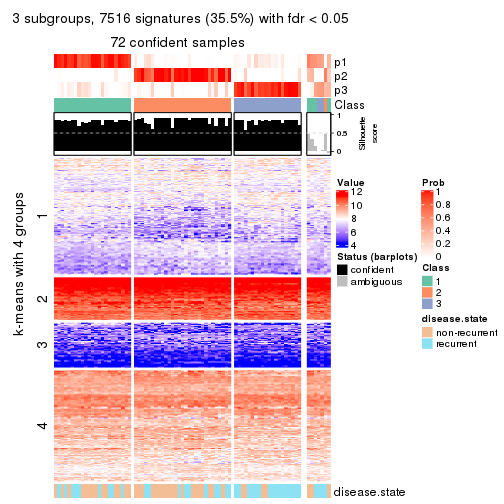 3 subgroups, 7516 signatures (35.5%) with fdr < 0.05
72 confident samples
p1
p2
p3
Class
1
0.5
0
Silhouette
score
k-means with 4 groups
1
2
3
4
disease.state
Value
12
10
8
6
4
Status (barplots)
confident
ambiguous
Prob
1
0.8
0.6
0.4
0.2
0
Class
1
2
3
disease.state
non-recurrent
recurrent